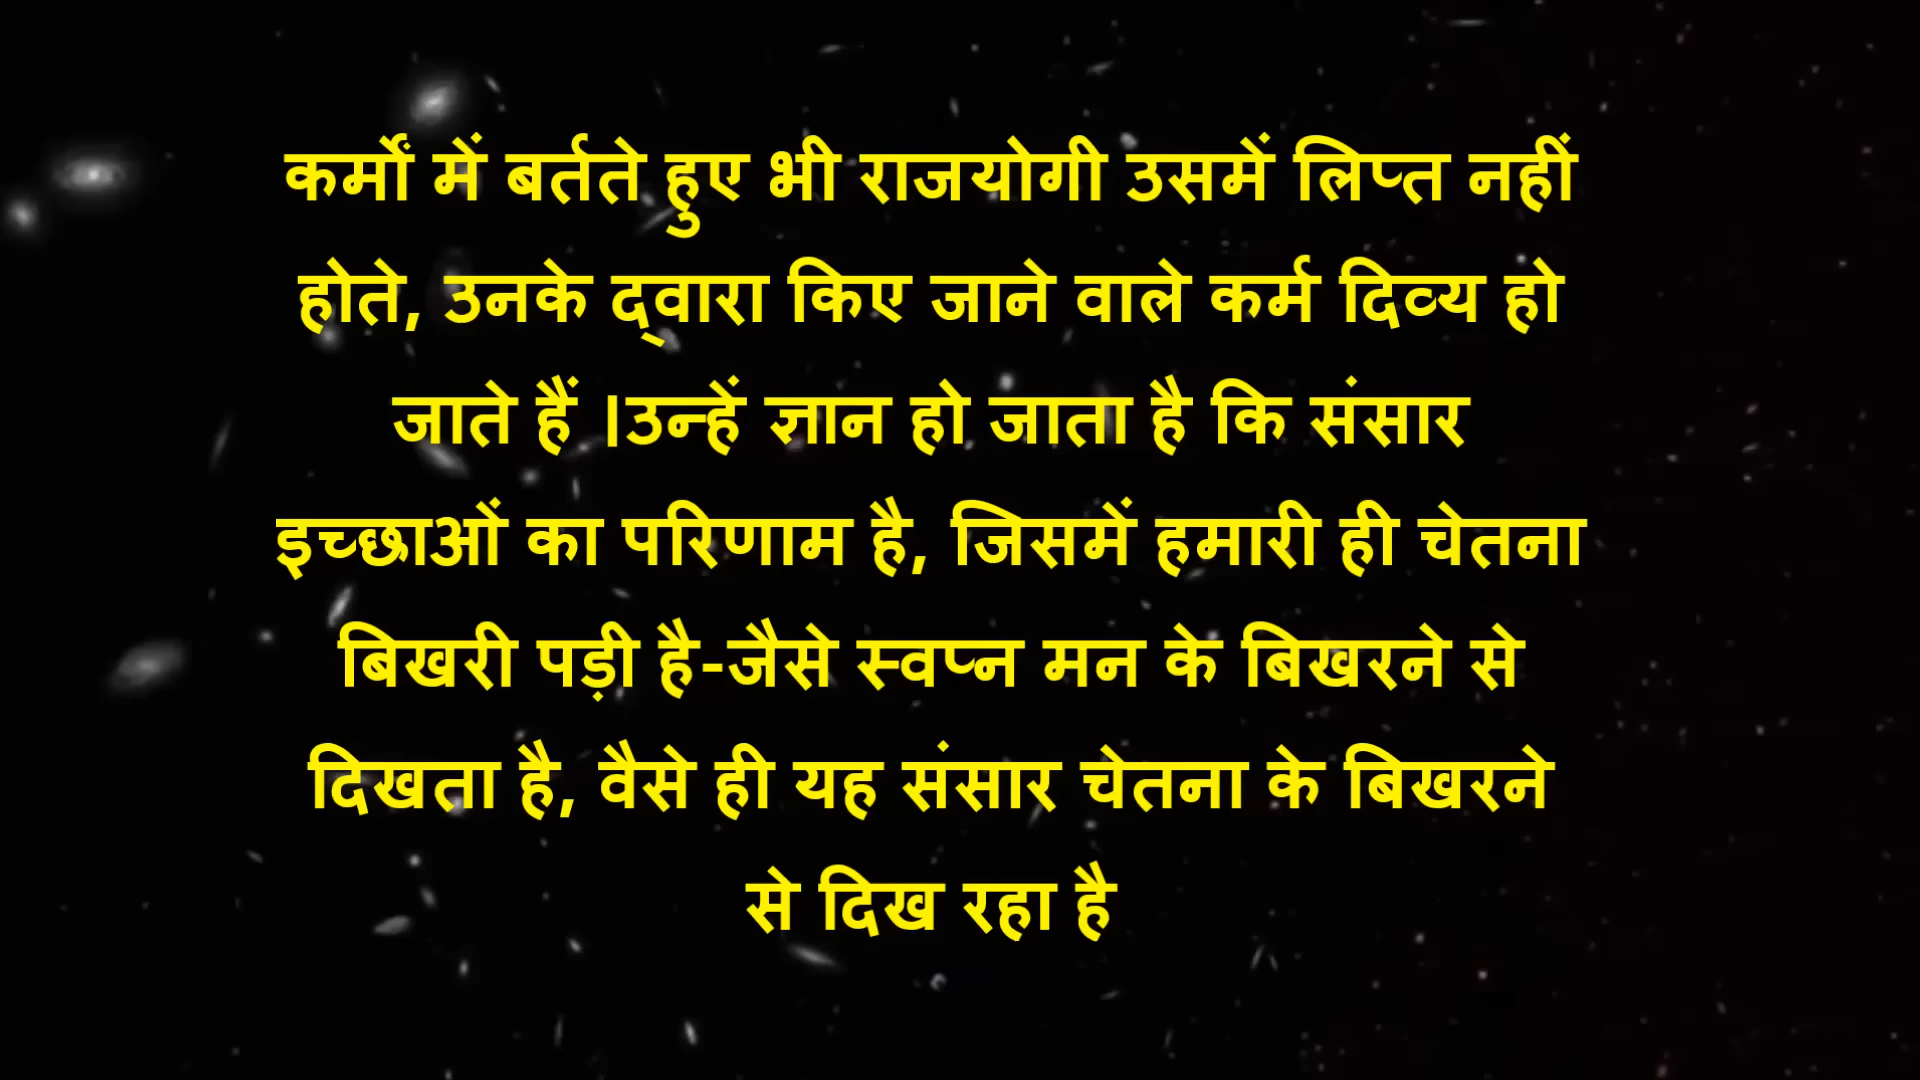 कर्मों में बर्तते हुए भी राजयोगी उसमें लिप्त नहीं
होते, उनके द्‌वारा किए जाने वाले कर्म दिव्य हो
जाते हैं ।उन्हें ज्ञान हो जाता है कि संसार
इच्छाओं का परिणाम है, जिसमें हमारी ही चेतना
बिखरी पड़ी है-जैसे स्वप्न मन के बिखरने से
दिखता है, वैसे ही यह संसार चेतना के बिखरने
से दिख रहा है